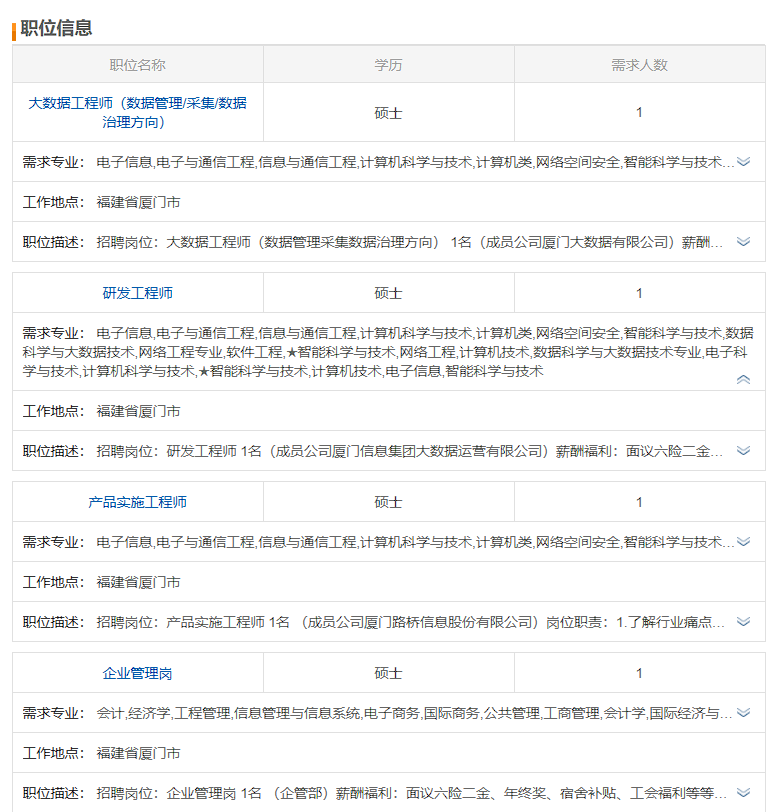 职位信息
职位名称 学历 需求人数
大数据工程师（数据管理/采集/数据
治理方向） 硕士 1
需求专业： 电子信息,电子与通信工程,信息与通信工程,计算机科学与技术,计算机类,网络空间安全,智能科学与技术...
工作地点： 福建省厦门市
职位描述： 招聘岗位：大数据工程师（数据管理采集数据治理方向） 1名（成员公司厦门大数据有限公司）薪酬...
研发工程师 硕士 1
需求专业： 电子信息,电子与通信工程,信息与通信工程,计算机科学与技术,计算机类,网络空间安全,智能科学与技术,数据
科学与大数据技术,网络工程专业,软件工程,★智能科学与技术,网络工程,计算机技术,数据科学与大数据技术专业,电子科
学与技术,计算机科学与技术,★智能科学与技术,计算机技术,电子信息,智能科学与技术
工作地点： 福建省厦门市
职位描述： 招聘岗位：研发工程师 1名（成员公司厦门信息集团大数据运营有限公司）薪酬福利：面议六险二金...
产品实施工程师 硕士 1
需求专业： 电子信息,电子与通信工程,信息与通信工程,计算机科学与技术,计算机类,网络空间安全,智能科学与技术...
工作地点： 福建省厦门市
职位描述： 招聘岗位：产品实施工程师 1名 （成员公司厦门路桥信息股份有限公司）岗位职责：1.了解行业痛点...
企业管理岗 硕士 1
需求专业： 会计,经济学,工程管理,信息管理与信息系统,电子商务,国际商务,公共管理,工商管理,会计学,国际经济与...
工作地点： 福建省厦门市
职位描述： 招聘岗位：企业管理岗 1名 （企管部）薪酬福利：面议六险二金、年终奖、宿舍补贴、工会福利等等...